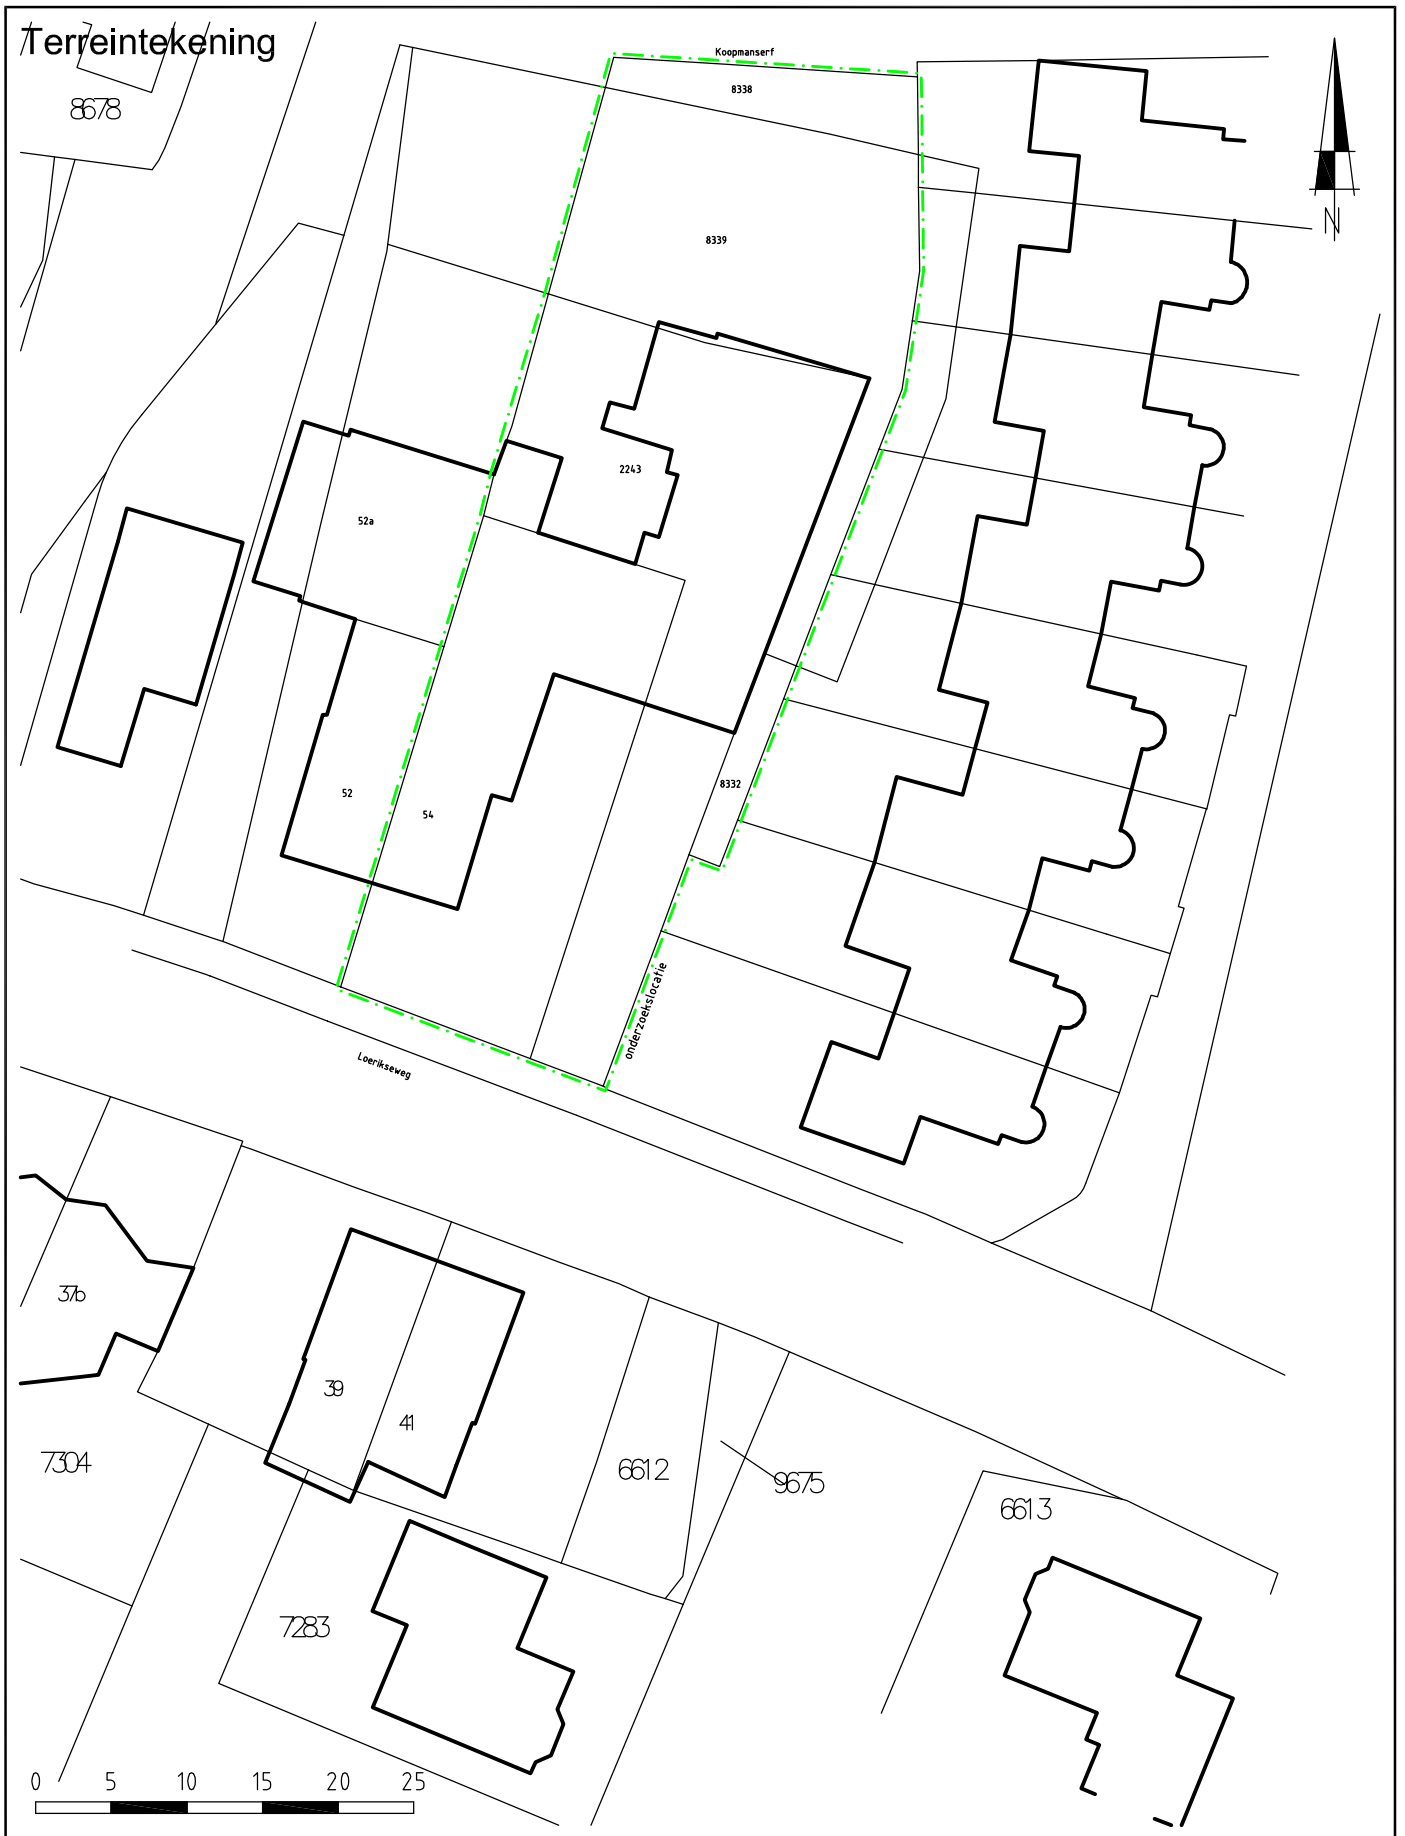 Terreintekening
Koopmanserf
8338
8678
N
8339
2243
52a
52
54
8332
onderzoekslocatie
Loerikseweg
37b
39
41
7304
6612
9675
6613
7283
0 5 10 15 20 25